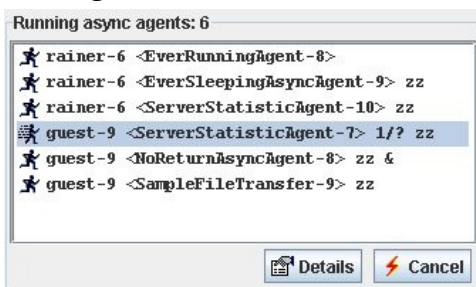 Running async agents: 6
rainer-6 <EverRunningAgent-8>
rainer-6 <EverSleepingAsyncAgent-9> zz
rainer-6 <ServerStatisticAgent-10> zz
guest-9 <ServerStatisticAgent-7> 1/? zz
guest-9 <NoReturnAsyncAgent-8> zz &
guest-9 <SampleFileTransfer-9> zz
Details Cancel